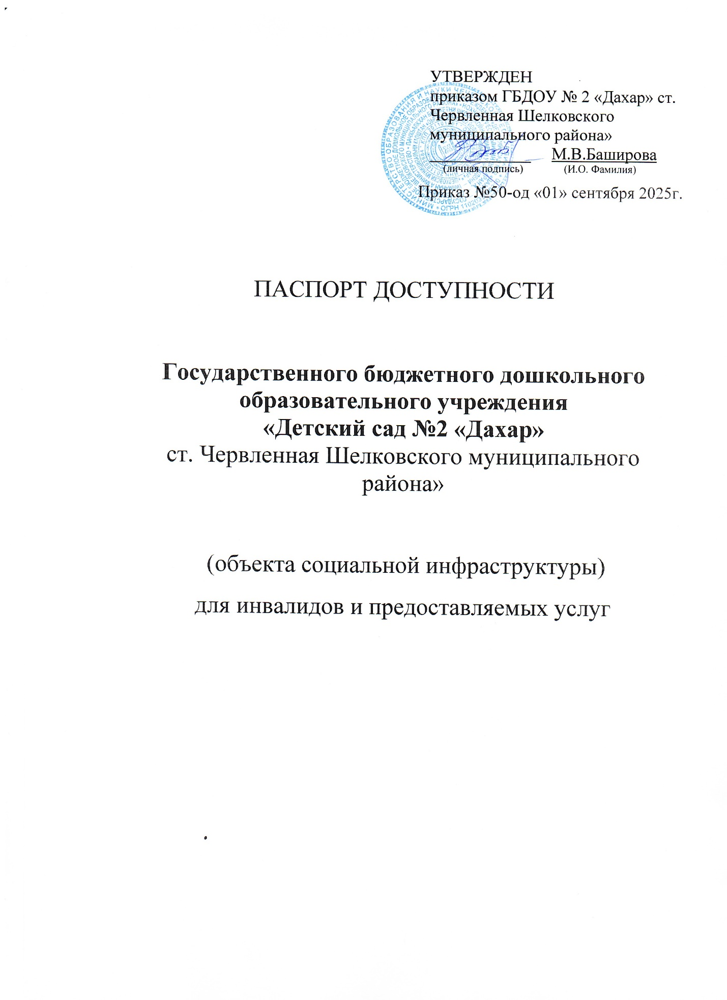 УТВЕРЖДЕН
приказом ГБДОУ № 2 «Дахар» ст.
Червленная Шелковского
муниципального района»
М.В.Баширова
(личная подпись) (И.О. Фамилия)
Приказ №50-од «01» сентября 2025г.
ПАСПОРТ ДОСТУПНОСТИ
Государственного бюджетного дошкольного
образовательного учреждения
«Детский сад №2 «Дахар»
ст. Червленная Шелковского муниципального
района»
(объекта социальной инфраструктуры)
для инвалидов и предоставляемых услуг